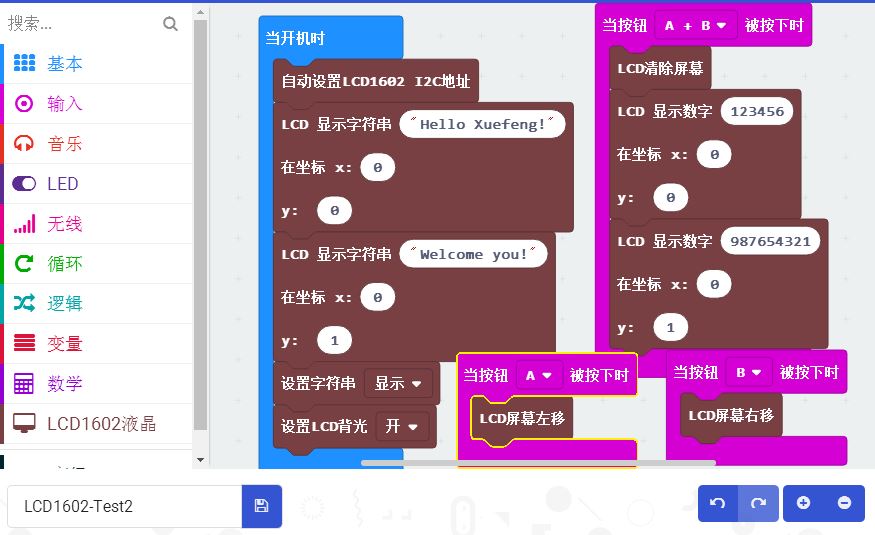 搜索...
基本
输入
音乐
LED
无线
循环
逻辑
变量
数学
LCD1602液晶
当开机时
自动设置LCD1602 I2C地址
LCD 显示字符串 "Hello Xuefeng!"
在坐标 x: 0
y: 0
LCD 显示字符串 "Welcome you!"
在坐标 x: 0
y: 1
设置字符串 显示
设置LCD背光 开
当按钮 A + B 被按下时
LCD清除屏幕
LCD 显示数字 123456
在坐标 x: 0
y: 0
LCD 显示数字 987654321
在坐标 x: 0
y: 1
当按钮 A 被按下时
LCD屏幕左移
当按钮 B 被按下时
LCD屏幕右移
LCD1602-Test2